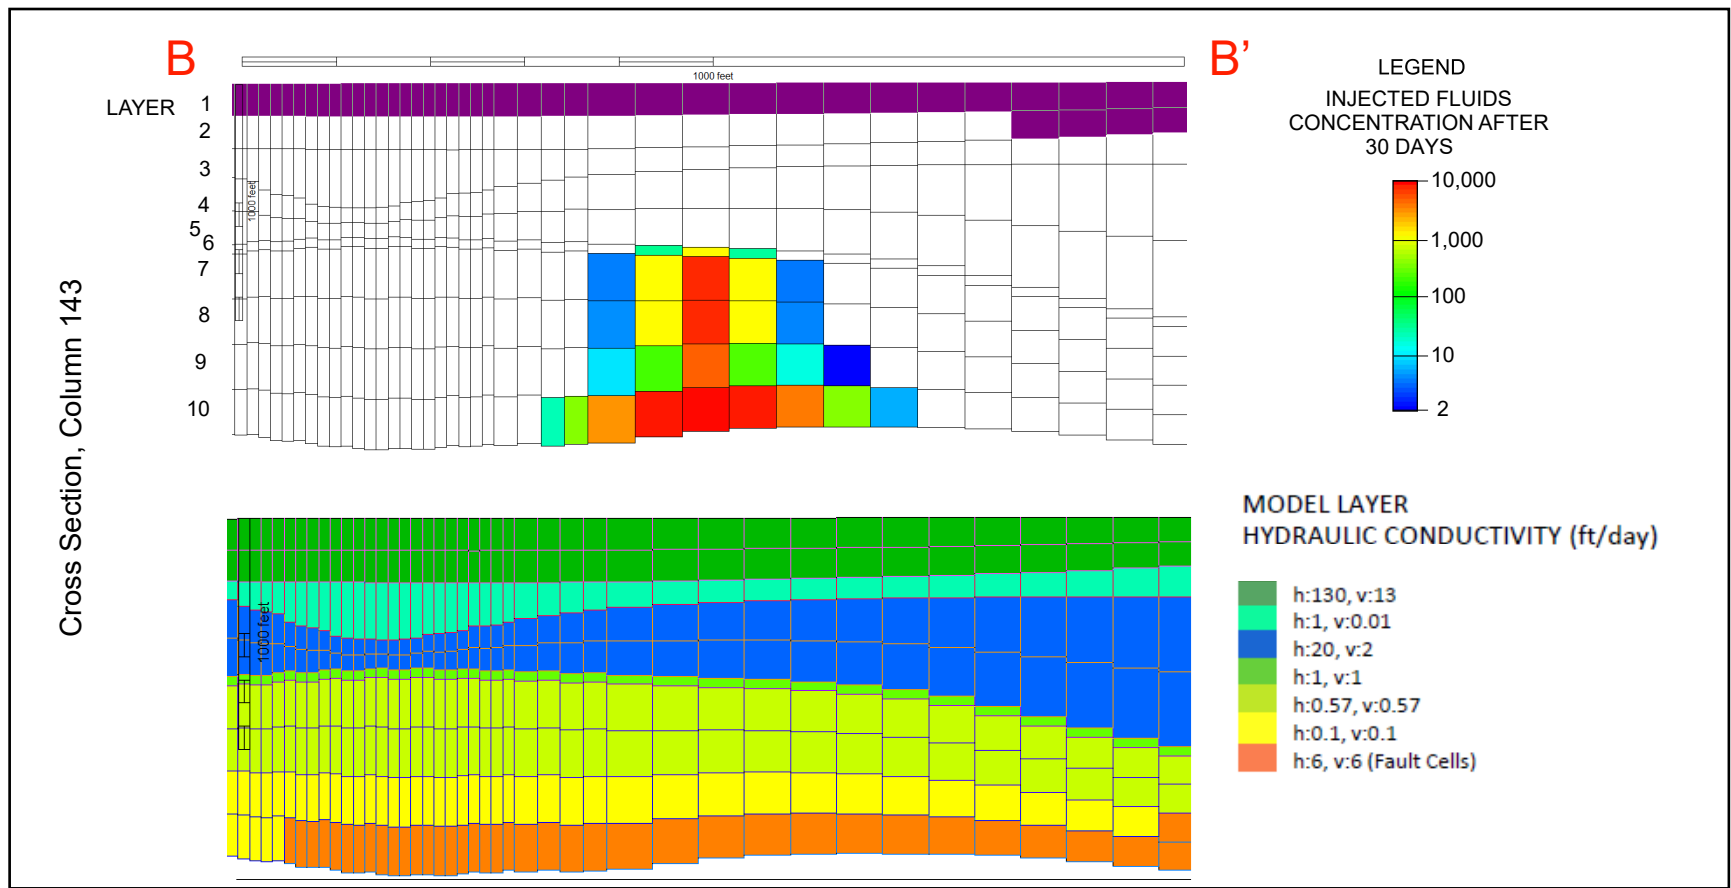 B
B’
1000 feet
LAYER
1
2
3
4
5
6
7
8
9
10
1000 feet
Cross Section, Column 143
LEGEND
INJECTED FLUIDS
CONCENTRATION AFTER
30 DAYS
10,000
1,000
100
10
2
1000 feet
MODEL LAYER
HYDRAULIC CONDUCTIVITY (ft/day)
h:130, v:13
h:1, v:0.01
h:20, v:2
h:1, v:1
h:0.57, v:0.57
h:0.1, v:0.1
h:6, v:6 (Fault Cells)